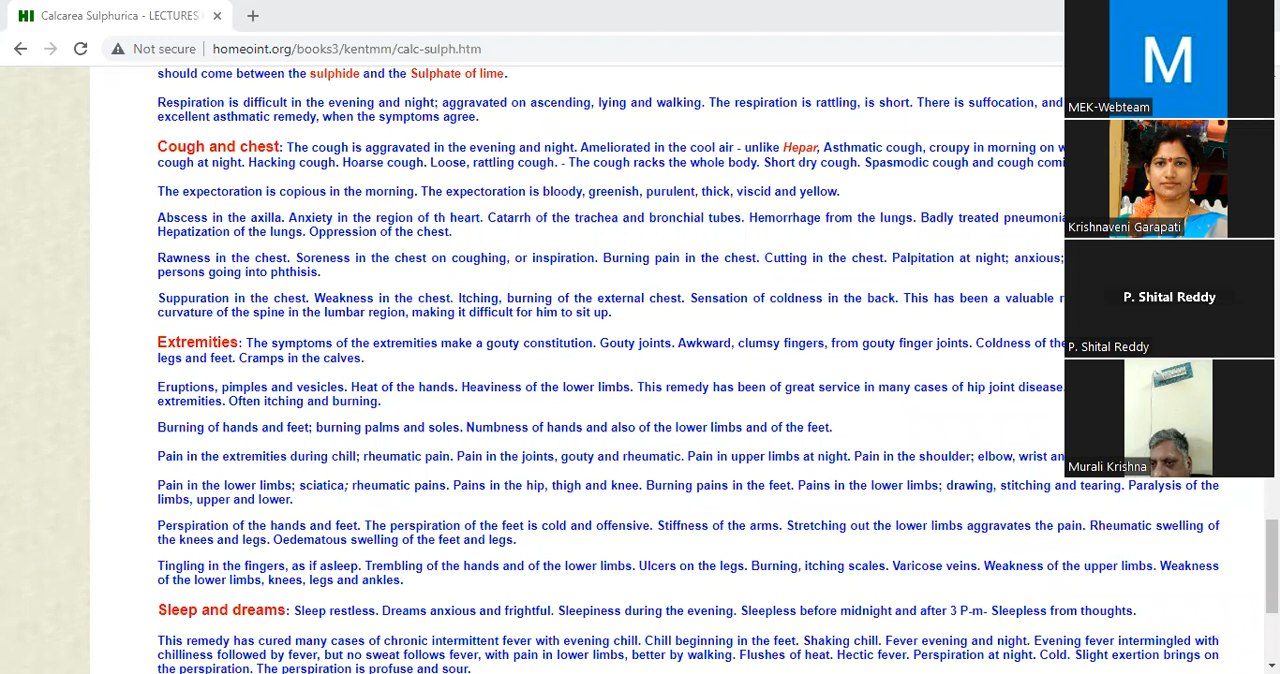 Calcarea Sulphurica - LECTURES
Not secure
homeoint.org/books3/kentmm/calc-sulph.htm
should come between the sulphide and the Sulphate of lime.
Respiration is difficult in the evening and night; aggravated on ascending, lying and walking. The respiration is rattling, is short. There is suffocation, and
excellent asthmatic remedy, when the symptoms agree.
Cough and chest: The cough is aggravated in the evening and night. Ameliorated in the cool air - unlike Hepar, Asthmatic cough, croupy in morning on
cough at night. Hacking cough. Hoarse cough. Loose, rattling cough. - The cough racks the whole body. Short dry cough. Spasmodic cough and cough
The expectoration is copious in the morning. The expectoration is bloody, greenish, purulent, thick, viscid and yellow.
Abscess in the axilla. Anxiety in the region of th heart. Catarrh of the trachea and bronchial tubes. Hemorrhage from the lungs. Badly treated
Hepatization of the lungs. Oppression of the chest.
Rawness in the chest. Soreness in the chest on coughing, or inspiration. Burning pain in the chest. Cutting in the chest. Palpitation at night; anxious;
persons going into phthisis.
Suppuration in the chest. Weakness in the chest. Itching, burning of the external chest. Sensation of coldness in the back. This has been a valuable
curvature of the spine in the lumbar region, making it difficult for him to sit up.
Extremities: The symptoms of the extremities make a gouty constitution. Gouty joints. Awkward, clumsy fingers, from gouty finger joints. Coldness of
legs and feet. Cramps in the calves.
Eruptions, pimples and vesicles. Heat of the hands. Heaviness of the lower limbs. This remedy has been of great service in many cases of hip joint disease.
extremities. Often itching and burning.
Burning of hands and feet; burning palms and soles. Numbness of hands and also of the lower limbs and of the feet.
Pain in the extremities during chill; rheumatic pain. Pain in the joints, gouty and rheumatic. Pain in upper limbs at night. Pain in the shoulder; elbow, wrist
Pain in the lower limbs; sciatica; rheumatic pains. Pains in the hip, thigh and knee. Burning pains in the feet. Pains in the lower limbs; drawing, stitching and tearing. Paralysis of the
limbs, upper and lower.
Perspiration of the hands and feet. The perspiration of the feet is cold and offensive. Stiffness of the arms. Stretching out the lower limbs aggravates the pain. Rheumatic swelling of
the knees and legs. Oedematous swelling of the feet and legs.
Tingling in the fingers, as if asleep. Trembling of the hands and of the lower limbs. Ulcers on the legs. Burning, itching scales. Varicose veins. Weakness of the upper limbs. Weakness
of the lower limbs, knees, legs and ankles.
Sleep and dreams: Sleep restless. Dreams anxious and frightful. Sleepiness during the evening. Sleepless before midnight and after 3 P-m- Sleepless from thoughts.
This remedy has cured many cases of chronic intermittent fever with evening chill. Chill beginning in the feet. Shaking chill. Fever evening and night. Evening fever intermingled with
chilliness followed by fever, but no sweat follows fever, with pain in lower limbs, better by walking. Flushes of heat. Hectic fever. Perspiration at night. Cold. Slight exertion brings on
the perspiration. The perspiration is profuse and sour.
M
MEK-Webteam
Krishnaveni Garapati
P. Shital Reddy
P. Shital Reddy
Murali Krishna